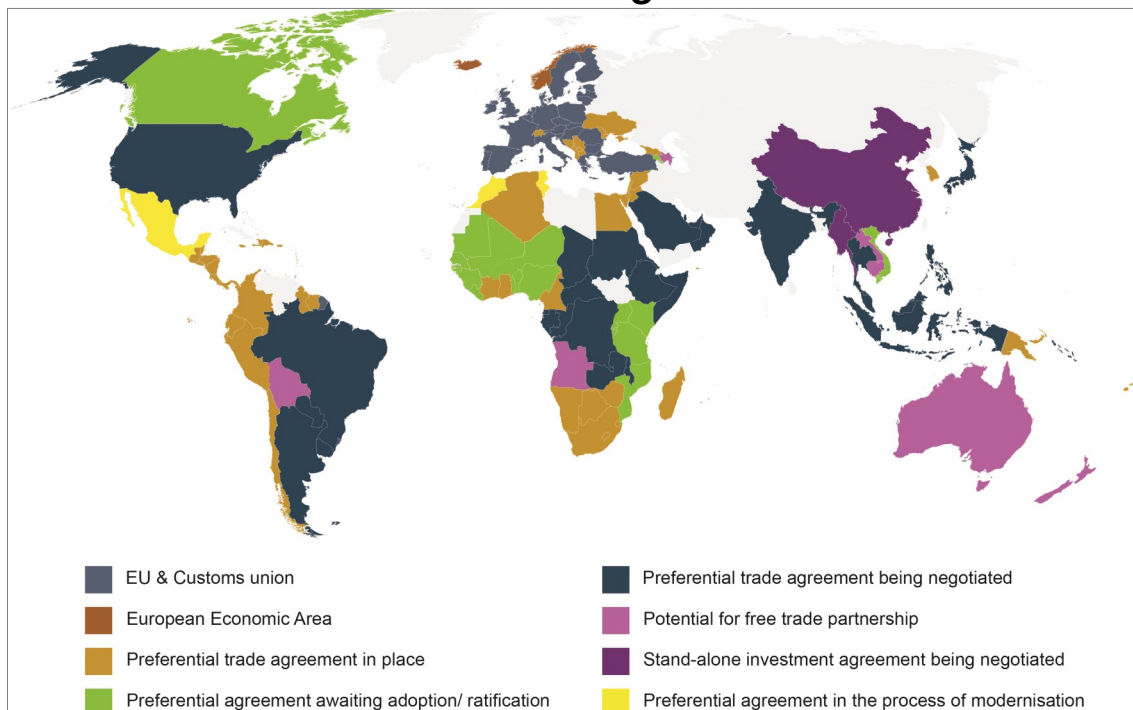 EU & Customs union
European Economic Area
Preferential trade agreement in place
Preferential agreement awaiting adoption/ ratification
Preferential trade agreement being negotiated
Potential for free trade partnership
Stand-alone investment agreement being negotiated
Preferential agreement in the process of modernisation